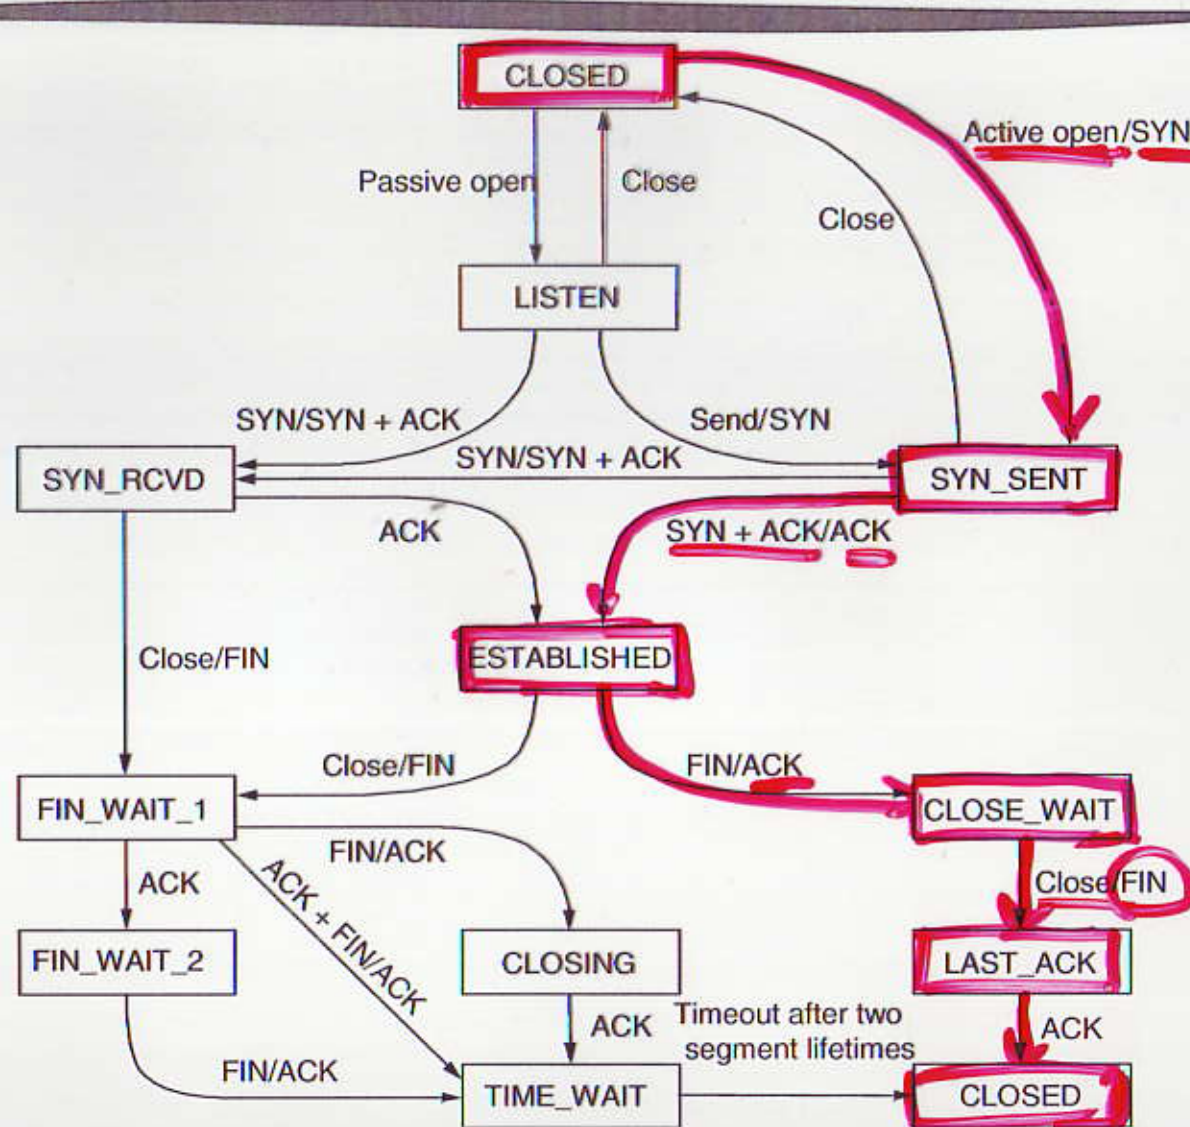 CLOSED
Active open/SYN
Passive open
Close
Close
LISTEN
SYN/SYN + ACK
Send/SYN
SYN/SYN + ACK
SYN_RCVD
SYN_SENT
ACK
SYN + ACK/ACK
ESTABLISHED
Close/FIN
Close/FIN
FIN/ACK
FIN_WAIT_1
CLOSE_WAIT
FIN/ACK
ACK
ACK + FIN/ACK
Close/FIN
FIN_WAIT_2
CLOSING
LAST_ACK
ACK
Timeout after two
segment lifetimes
ACK
FIN/ACK
TIME_WAIT
CLOSED